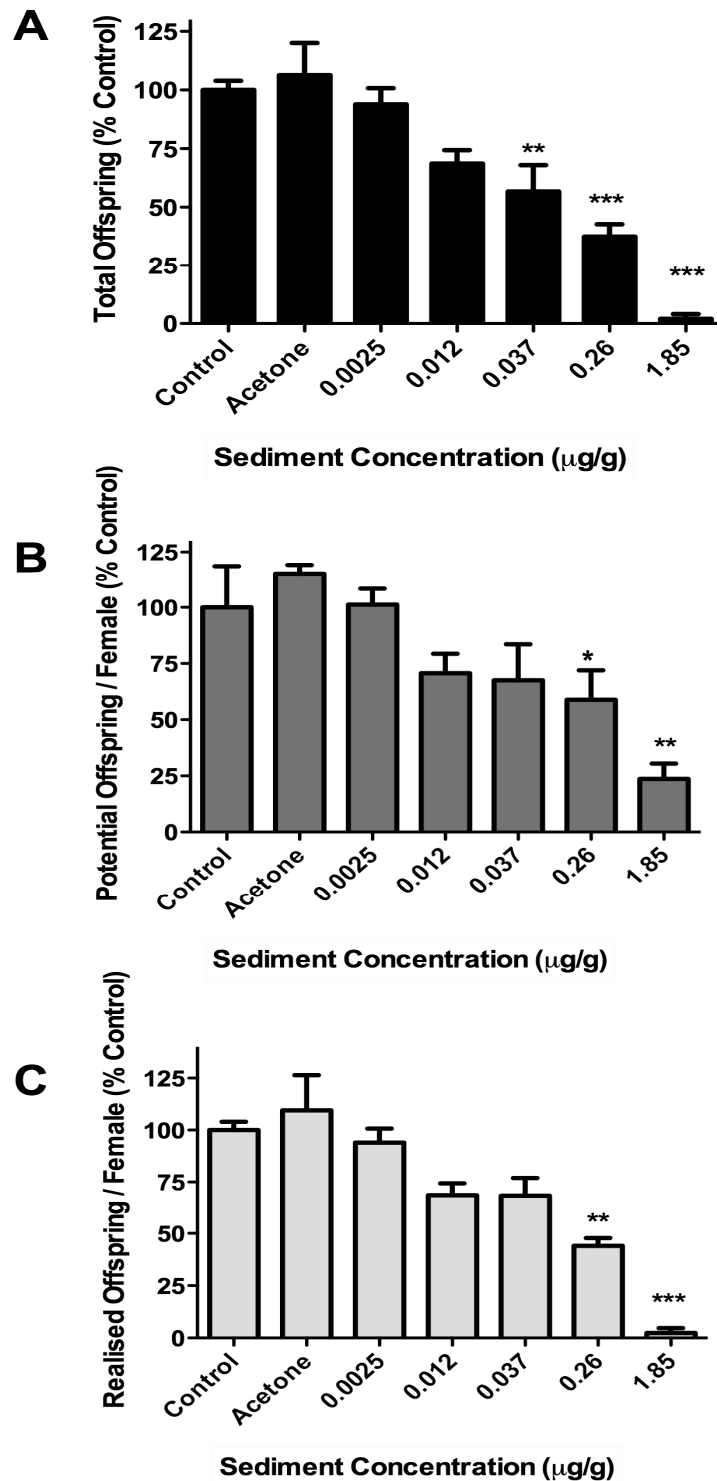 A
Total Offspring (% Control)
125
100
75
50
25
0
**
***
***
Control
Acetone
0.0025
0.012
0.037
0.26
1.85
Sediment Concentration (μg/g)
B
Potential Offspring / Female (% Control)
125
100
75
50
25
0
*
**
Control
Acetone
0.0025
0.012
0.037
0.26
1.85
Sediment Concentration (μg/g)
C
Realised Offspring / Female (% Control)
125
100
75
50
25
0
**
***
Control
Acetone
0.0025
0.012
0.037
0.26
1.85
Sediment Concentration (μg/g)